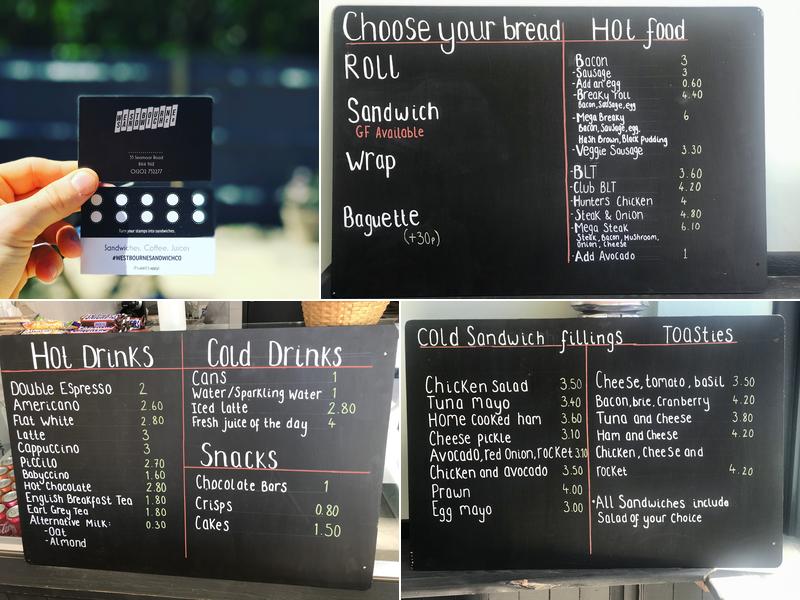 WESTBOURNE
SANDWICH CO
35 Seamoor Road
BH4 9AE
Turn your stamps into sandwiches.
Sandwiches, Coffee, Juices
#WESTBOURNESANDWICHCO
Choose your bread
ROLL
Sandwich
GF Available
Wrap
Baguette
(+30p)
Hot food
Bacon 3
-Sausage 3
-Add an egg 0.60
-Breaky roll 4.40
Bacon, Sausage, egg
-Mega Breaky 6
Bacon, Sausage, egg,
Hash Brown, Black Pudding
-Veggie Sausage 3.30
-BLT 3.60
-Club BLT 4.20
-Hunters Chicken 4
-Steak & Onion 4.80
-Mega Steak 6.10
Steak, Bacon, Mushroom,
Onion, Cheese
-Add Avocado 1
Hot Drinks
Double Espresso 2
Americano 2.60
Flat white 2.80
Latte 3
Cappuccino 3
Piccilo 2.70
Babyccino 1.60
Hot Chocolate 2.80
English Breakfast Tea 1.80
Earl Grey Tea 1.80
Alternative Milk: 0.30
-Oat
-Almond
Cold Drinks
Cans 1
Water/Sparkling Water 1
Iced latte 2.80
Fresh juice of the day 4
Snacks
Chocolate Bars 1
Crisps 0.80
Cakes 1.50
Cold Sandwich fillings
Chicken Salad 3.50
Tuna mayo 3.40
Home cooked ham 3.60
Cheese pickle 3.10
Avocado, red Onion, rocket 3.10
Chicken and avocado 3.50
Prawn 4.00
Egg mayo 3.00
Toasties
Cheese, tomato, basil 3.50
Bacon, brie, Cranberry 4.20
Tuna and Cheese 3.80
Ham and Cheese 4.20
Chicken, Cheese and
rocket 4.20
*All Sandwiches include
Salad of your Choice